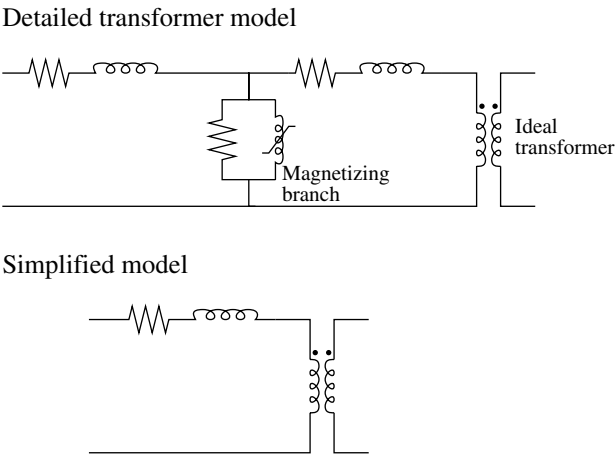 Detailed transformer model
Ideal
transformer
Magnetizing
branch
Simplified model